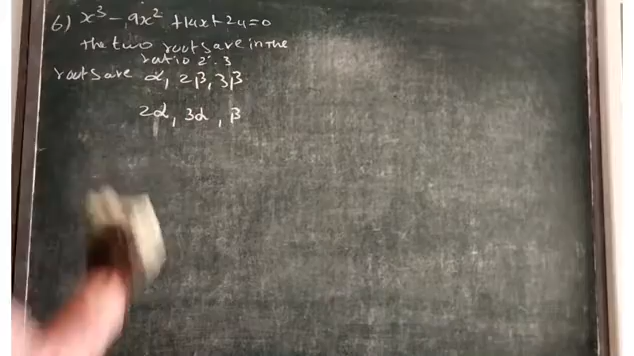 6) x³ - 9x² + 14x + 24 = 0
The two roots are in the
ratio 2:3
roots are α, 2β, 3β
2α, 3α, β